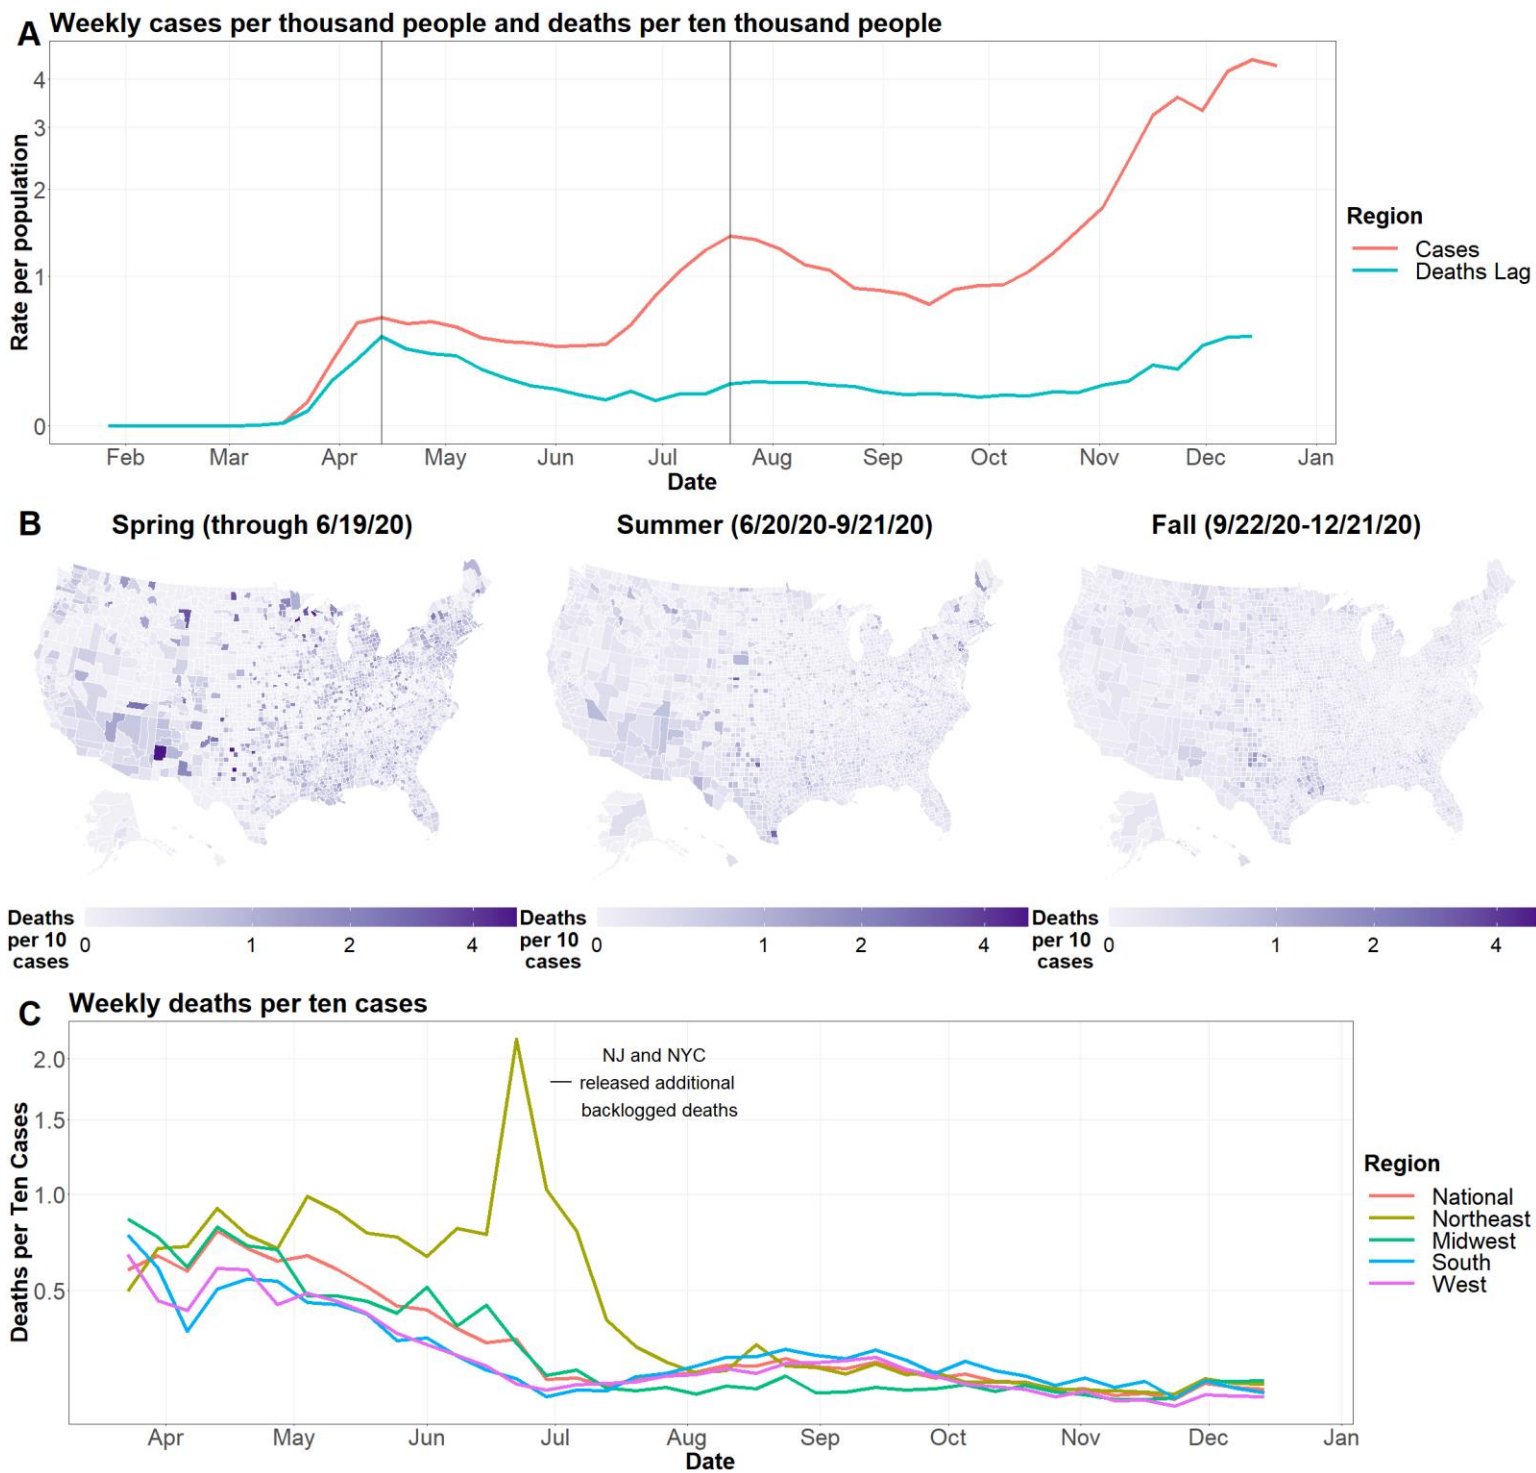 A Weekly cases per thousand people and deaths per ten thousand people
Rate per population
4
3
2
1
0
Feb Mar Apr May Jun Jul Aug Sep Oct Nov Dec Jan
Date
Region
Cases
Deaths Lag
B
Spring (through 6/19/20) Summer (6/20/20-9/21/20) Fall (9/22/20-12/21/20)
Deaths
per 10
cases
0 1 2 4
Deaths
per 10
cases
0 1 2 4
Deaths
per 10
cases
0 1 2 4
C Weekly deaths per ten cases
Deaths per Ten Cases
2.0
1.5
1.0
0.5
NJ and NYC
released additional
backlogged deaths
Apr May Jun Jul Aug Sep Oct Nov Dec Jan
Date
Region
National
Northeast
Midwest
South
West